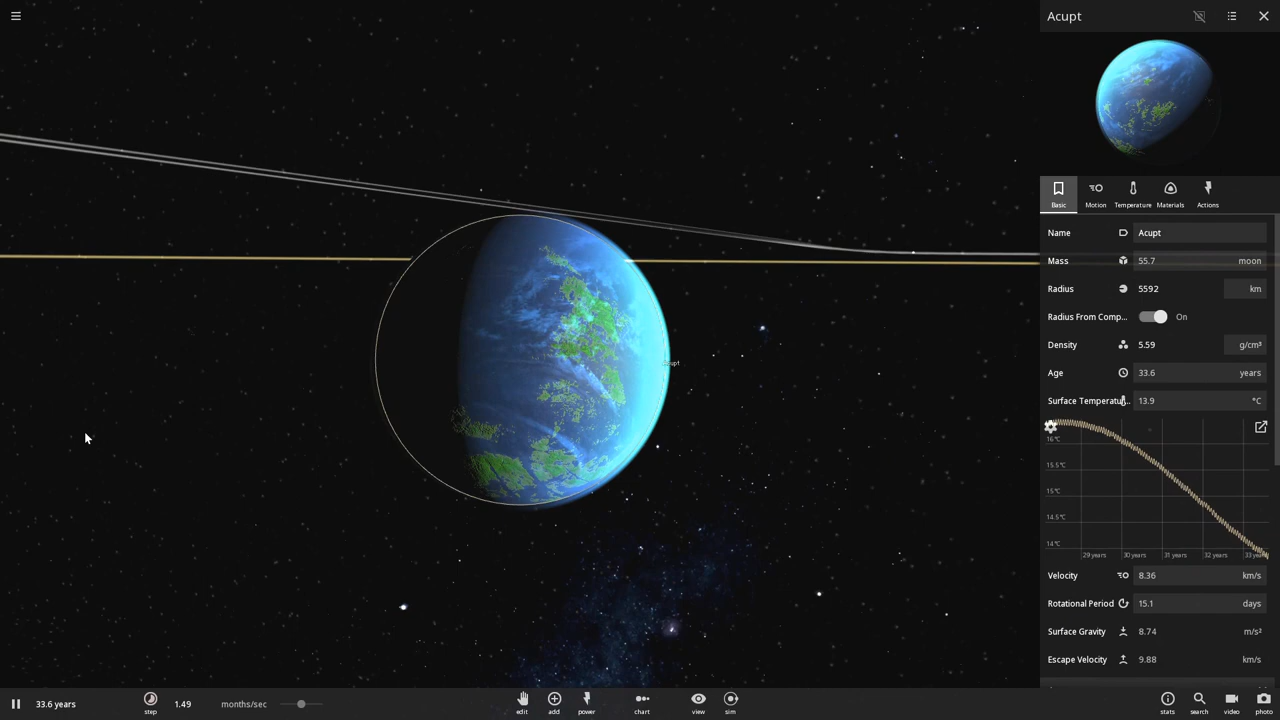 Acupt
Basic Motion Temperature Materials Actions
Name Acupt
Mass 55.7 moon
Radius 5592 km
Radius From Comp... On
Density 5.59 g/cm³
Age 33.6 years
Surface Temperatu... 13.9 °C
16°C
15.5°C
15°C
14.5°C
14°C
29 years 30 years 31 years 32 years 33 years
Velocity 8.36 km/s
Rotational Period 15.1 days
Surface Gravity 8.74 m/s²
Escape Velocity 9.88 km/s
33.6 years step 1.49 months/sec edit add power chart view sim stats search video photo